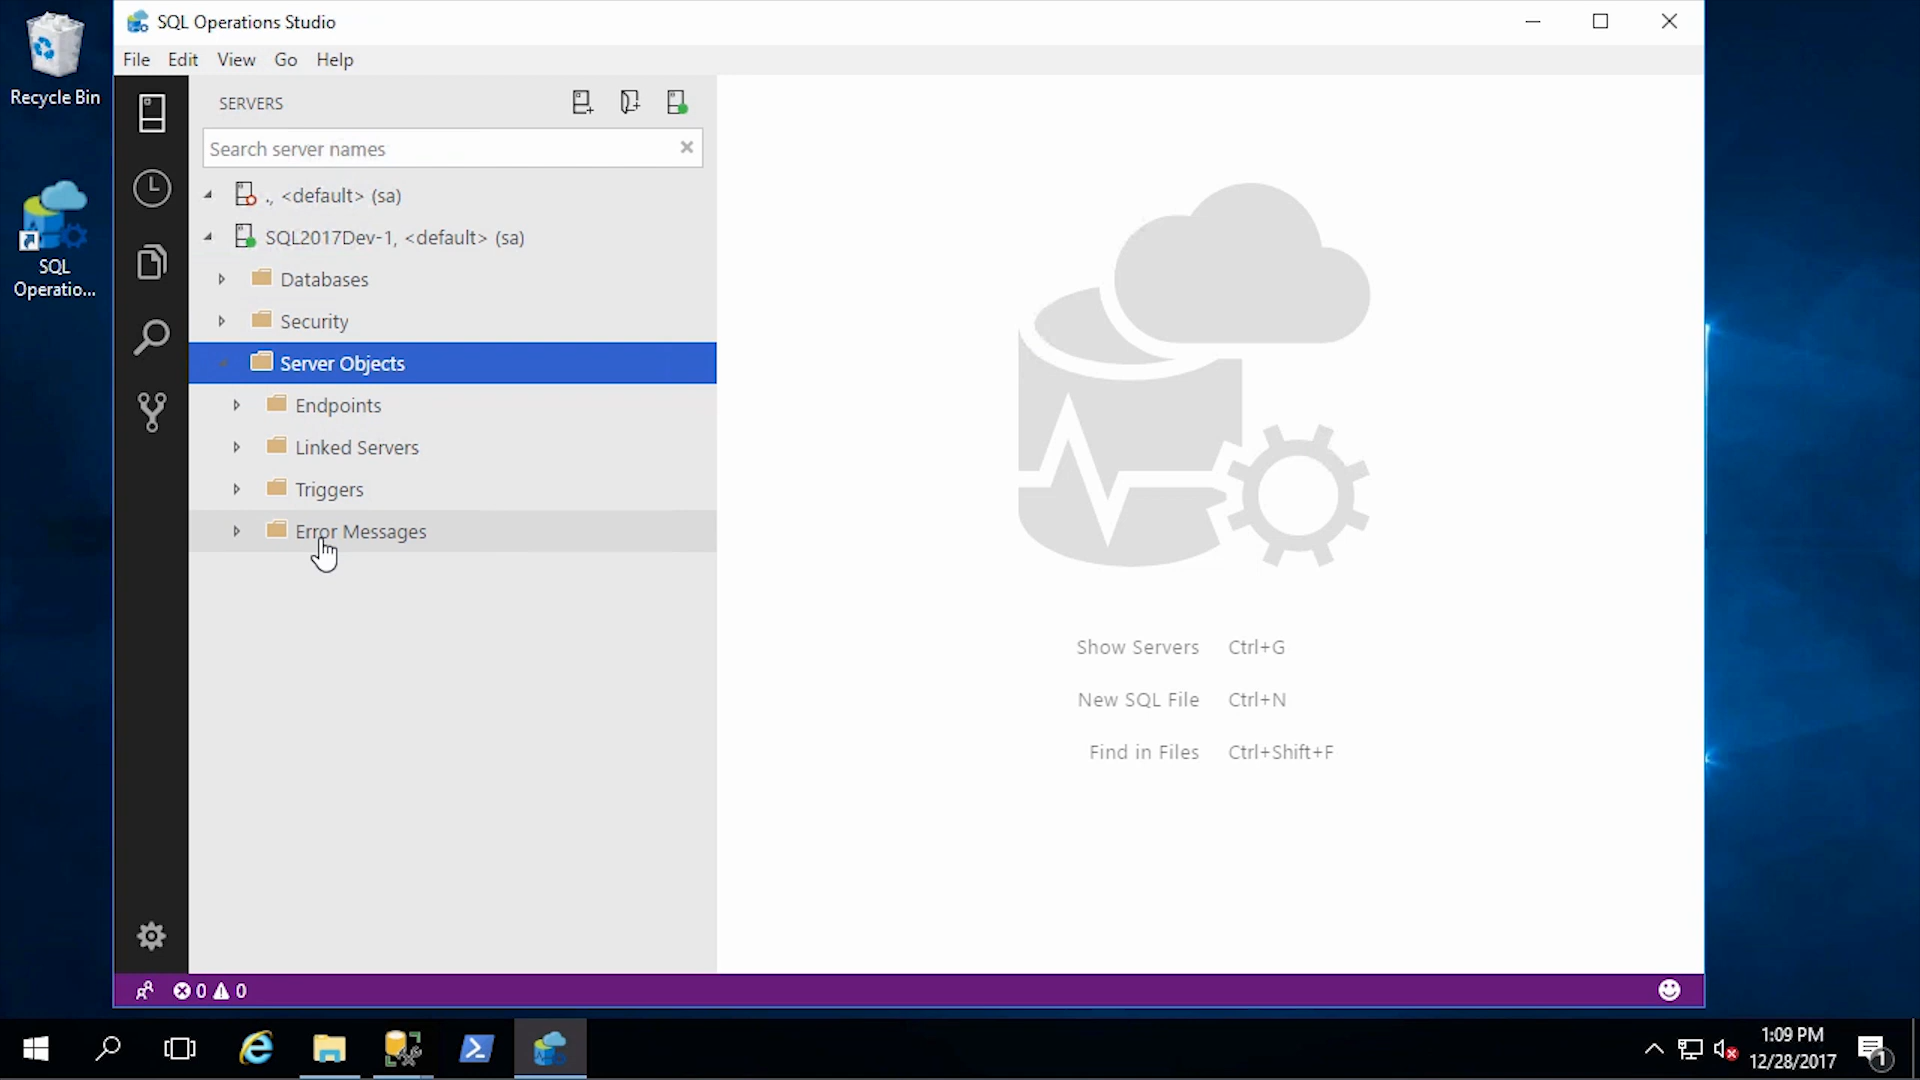 Recycle Bin
SQL
Operatio...
SQL Operations Studio
File Edit View Go Help
SERVERS
Search server names
., <default> (sa)
SQL2017Dev-1, <default> (sa)
Databases
Security
Server Objects
Endpoints
Linked Servers
Triggers
Error Messages
Show Servers Ctrl+G
New SQL File Ctrl+N
Find in Files Ctrl+Shift+F
0 0
1:09 PM
12/28/2017
1